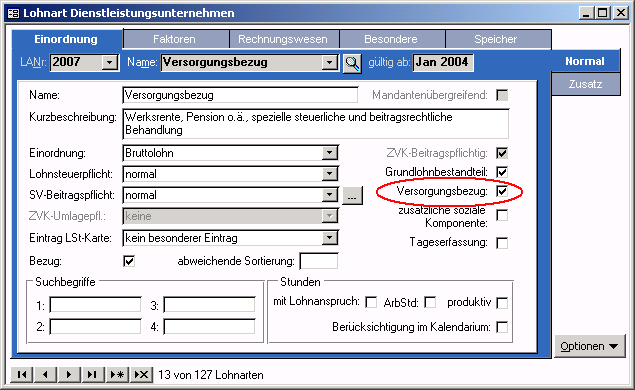 Lohnart Dienstleistungsunternehmen
Einordnung Faktoren Rechnungswesen Besondere Speicher
LANr: 2007 Name: Versorgungsbezug gültig ab: Jan 2004 Normal
Zusatz
Name: Versorgungsbezug Mandantenübergreifend:
Kurzbeschreibung: Werksrente, Pension o.ä., spezielle steuerliche und beitragsrechtliche
Behandlung
Einordnung: Bruttolohn ZVK-Beitragspflichtig:
Lohnsteuerpflicht: normal Grundlohnbestandteil:
SV-Beitragspflicht: normal ... Versorgungsbezug:
ZVK-Umlagepfl.: keine zusätzliche soziale
Komponente:
Eintrag LSt-Karte: kein besonderer Eintrag Tageserfassung:
Bezug: abweichende Sortierung:
Suchbegriffe Stunden
1: 3: mit Lohnanspruch: ArbStd: produktiv
2: 4: Berücksichtigung im Kalendarium:
Optionen
13 von 127 Lohnarten